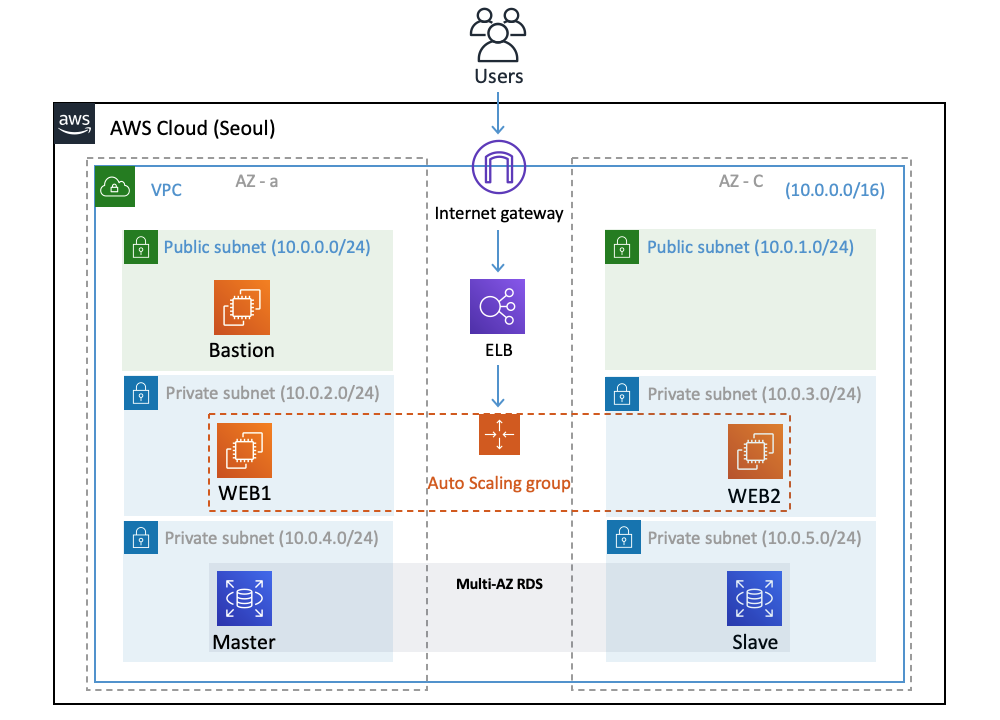 Users
aws
AWS Cloud (Seoul)
AZ - a
AZ - C
VPC
(10.0.0.0/16)
Internet gateway
Public subnet (10.0.0.0/24)
Public subnet (10.0.1.0/24)
Bastion
ELB
Private subnet (10.0.2.0/24)
Private subnet (10.0.3.0/24)
Auto Scaling group
WEB1
WEB2
Private subnet (10.0.4.0/24)
Private subnet (10.0.5.0/24)
Multi-AZ RDS
Master
Slave